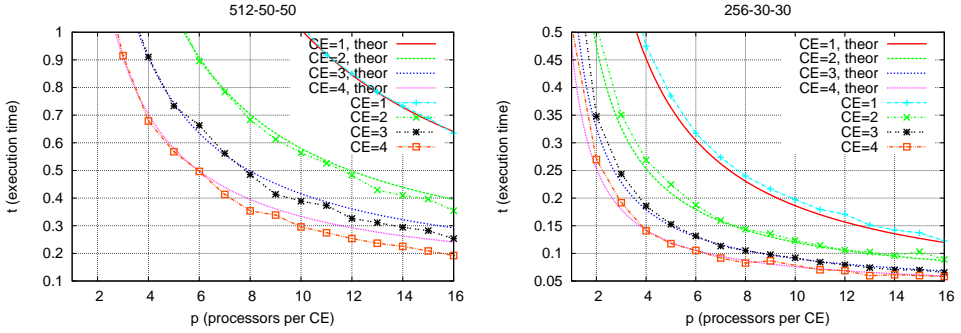 512-50-50
1
0.9
0.8
0.7
0.6
0.5
0.4
0.3
0.2
0.1
2 4 6 8 10 12 14 16
t (execution time)
p (processors per CE)
CE=1, theor
CE=2, theor
CE=3, theor
CE=4, theor
CE=1
CE=2
CE=3
CE=4
256-30-30
0.5
0.45
0.4
0.35
0.3
0.25
0.2
0.15
0.1
0.05
2 4 6 8 10 12 14 16
t (execution time)
p (processors per CE)
CE=1, theor
CE=2, theor
CE=3, theor
CE=4, theor
CE=1
CE=2
CE=3
CE=4